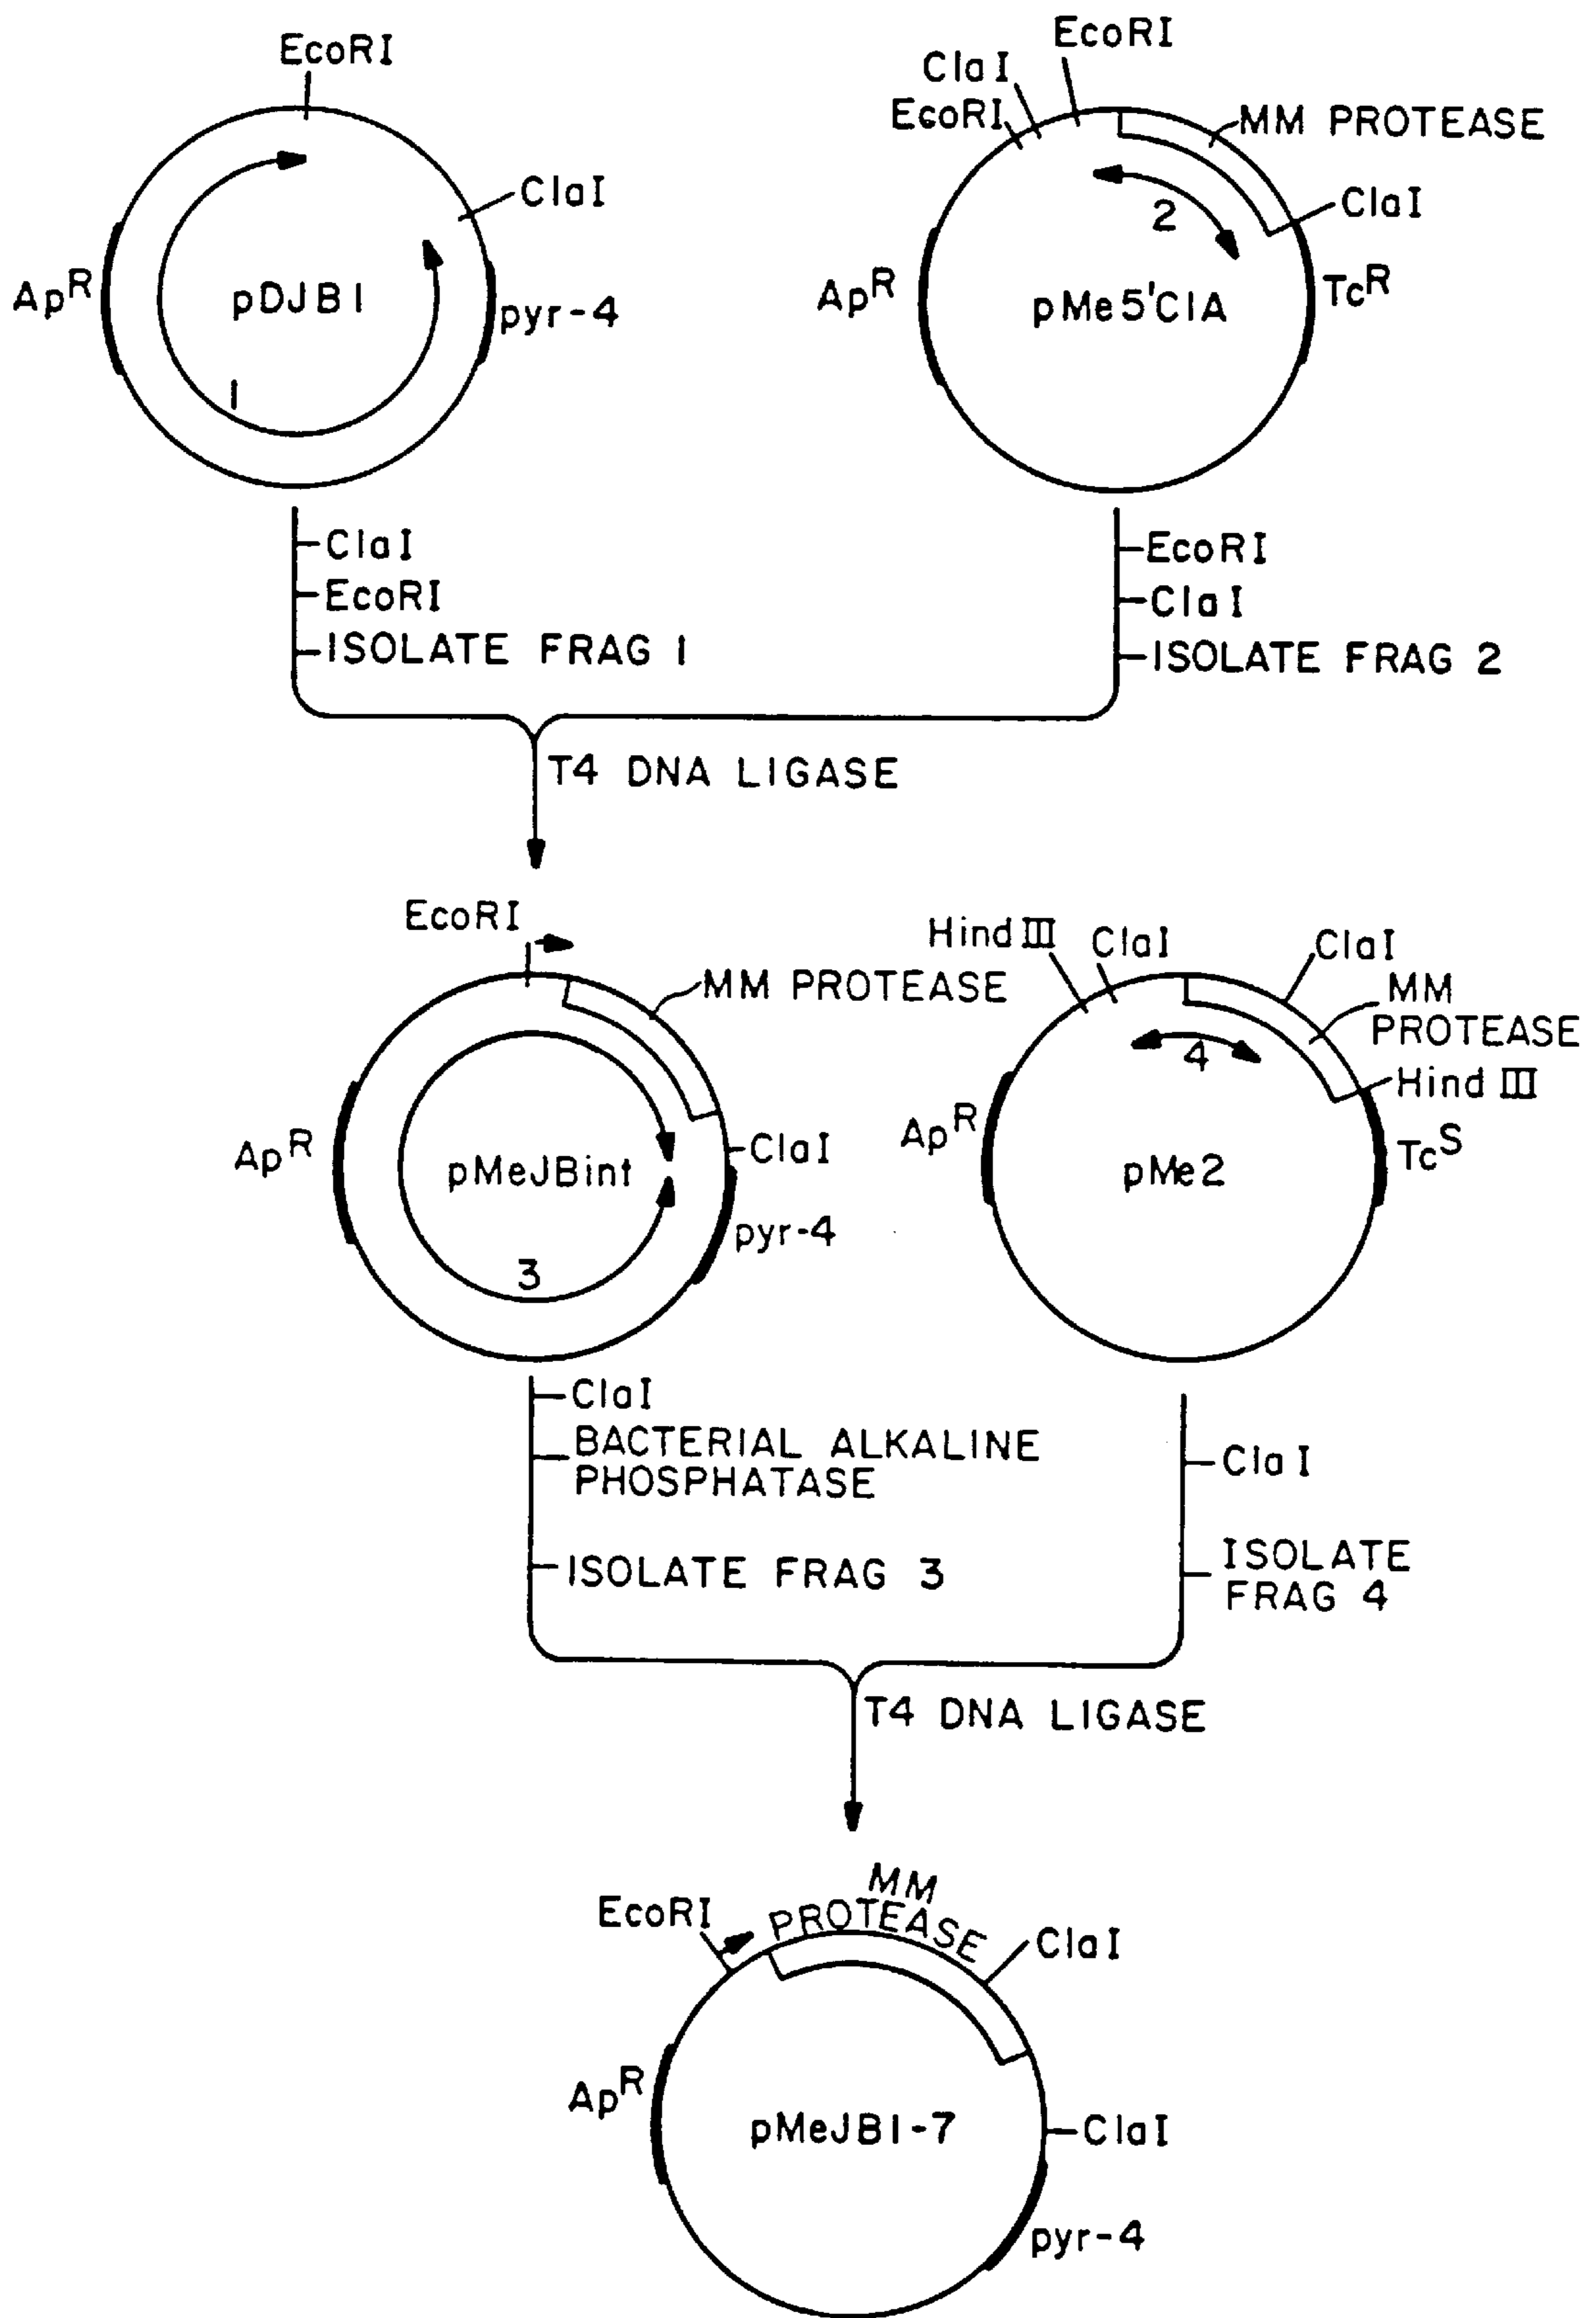 EcoRI
ClaI
ApR
pDJB1
pyr-4
1
EcoRI
ClaI
EcoRI
MM PROTEASE
ClaI
2
ApR
pMe5'ClA
TcR
ClaI
EcoRI
ISOLATE FRAG 1
EcoRI
ClaI
ISOLATE FRAG 2
T4 DNA LIGASE
EcoRI
MM PROTEASE
ApR
pMeJBint
ClaI
pyr-4
3
Hind III
ClaI
ClaI
MM
PROTEASE
4
Hind III
ApR
pMe2
TcS
ClaI
BACTERIAL ALKALINE
PHOSPHATASE
ISOLATE FRAG 3
ClaI
ISOLATE
FRAG 4
T4 DNA LIGASE
EcoRI
MM
PROTEASE
ClaI
ApR
pMeJB1-7
ClaI
pyr-4